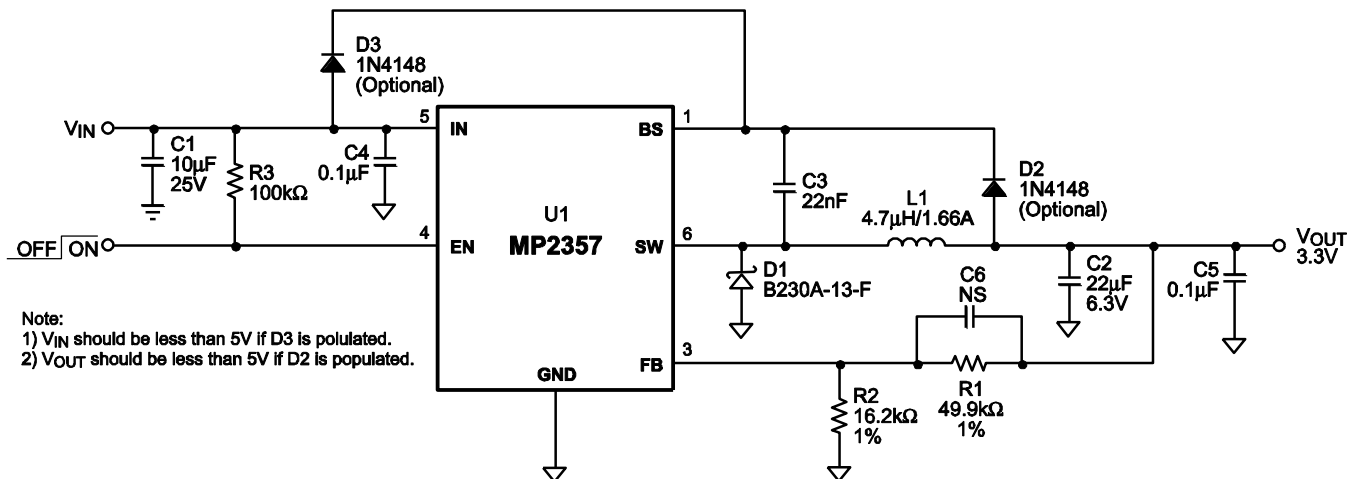 D3
1N4148
(Optional)
VIN
5
IN
BS
1
C1
10µF
25V
R3
100kΩ
C4
0.1µF
C3
22nF
D2
1N4148
(Optional)
U1
MP2357
L1
4.7µH/1.66A
OFF ON
4
EN
SW
6
VOUT
3.3V
D1
B230A-13-F
C6
NS
C2
22µF
6.3V
C5
0.1µF
Note:
1) VIN should be less than 5V if D3 is polulated.
2) VOUT should be less than 5V if D2 is populated.
FB
3
GND
R2
16.2kΩ
1%
R1
49.9kΩ
1%